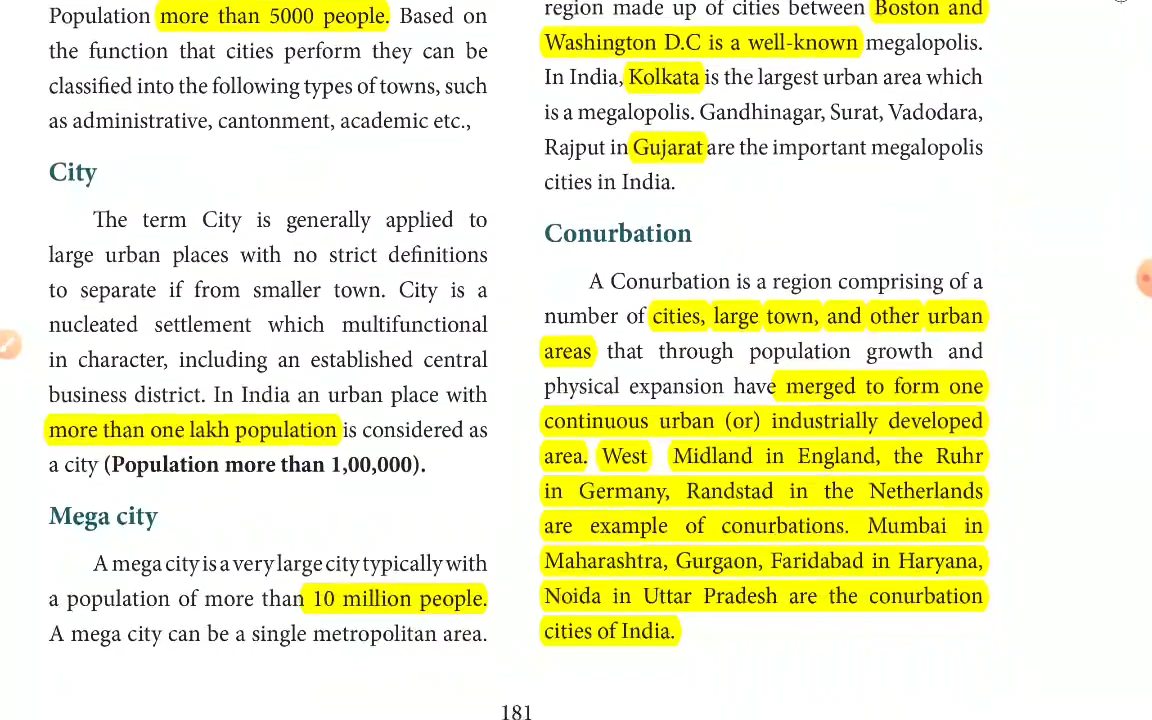 Population more than 5000 people. Based on
the function that cities perform they can be
classified into the following types of towns, such
as administrative, cantonment, academic etc.,
City
The term City is generally applied to
large urban places with no strict definitions
to separate if from smaller town. City is a
nucleated settlement which multifunctional
in character, including an established central
business district. In India an urban place with
more than one lakh population is considered as
a city (Population more than 1,00,000).
Mega city
A mega city is a very large city typically with
a population of more than 10 million people.
A mega city can be a single metropolitan area.
region made up of cities between Boston and
Washington D.C is a well-known megalopolis.
In India, Kolkata is the largest urban area which
is a megalopolis. Gandhinagar, Surat, Vadodara,
Rajput in Gujarat are the important megalopolis
cities in India.
Conurbation
A Conurbation is a region comprising of a
number of cities, large town, and other urban
areas that through population growth and
physical expansion have merged to form one
continuous urban (or) industrially developed
area. West Midland in England, the Ruhr
in Germany, Randstad in the Netherlands
are example of conurbations. Mumbai in
Maharashtra, Gurgaon, Faridabad in Haryana,
Noida in Uttar Pradesh are the conurbation
cities of India.
181